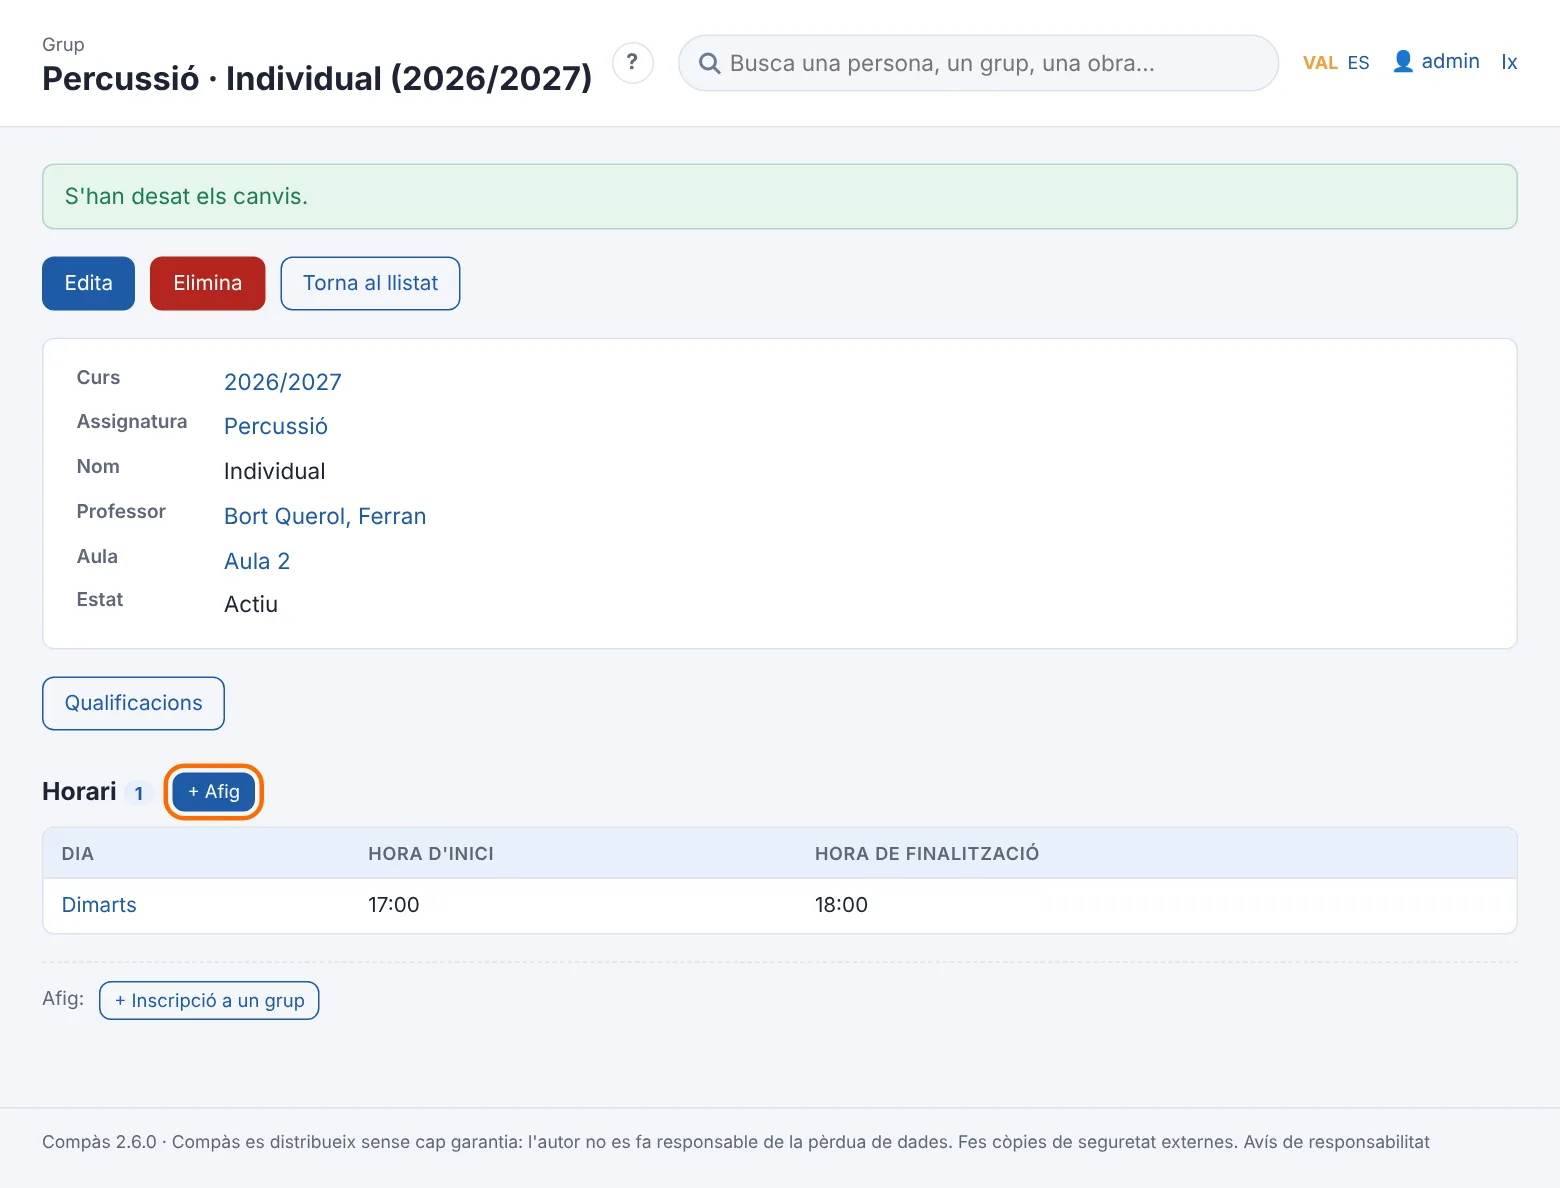 Grup
Percussió · Individual (2026/2027)
?
Busca una persona, un grup, una obra...
VAL ES
admin
Ix
S'han desat els canvis.
Edita
Elimina
Torna al llistat
Curs
2026/2027
Assignatura
Percussió
Nom
Individual
Professor
Bort Querol, Ferran
Aula
Aula 2
Estat
Actiu
Qualificacions
Horari 1
+ Afig
DIA
HORA D'INICI
HORA DE FINALITZACIÓ
Dimarts
17:00
18:00
Afig:
+ Inscripció a un grup
Compàs 2.6.0 · Compàs es distribueix sense cap garantia: l'autor no es fa responsable de la pèrdua de dades. Fes còpies de seguretat externes. Avís de responsabilitat